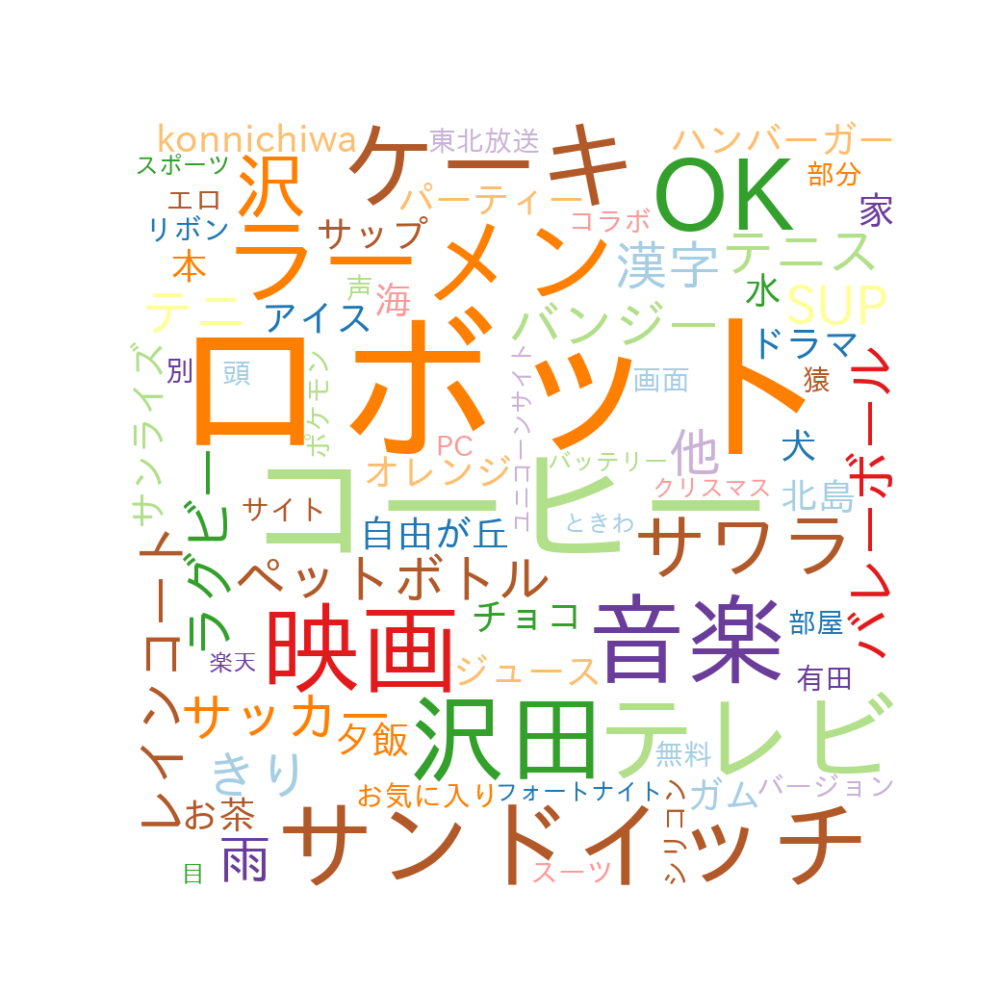 konnichiwa
ケーキ
東北放送
ハンバーガー
スポーツ
沢
OK
部分
エロ
パーティー
家
リボン
サップ
コラボ
ラーメン
漢字
テニス
本
声
海
水
テニ
アイス
バンジー
SUP
ドラマ
ロボット
サンライズ
別
頭
ポケモン
ユニコーンサイト
画面
猿
バレーボール
PC
オレンジ
バッテリー
他
犬
コーヒー
クリスマス
北島
サイト
ラグビー
自由が丘
ときわ
サワラ
レインコート
ペットボトル
映画
チョコ
音楽
部屋
楽天
ジュース
有田
サッカー
夕飯
沢田
テレビ
きり
無料
お気に入り
フォートナイト
シリコン
ガム
バージョン
お茶
雨
サンドイッチ
目
スーツ